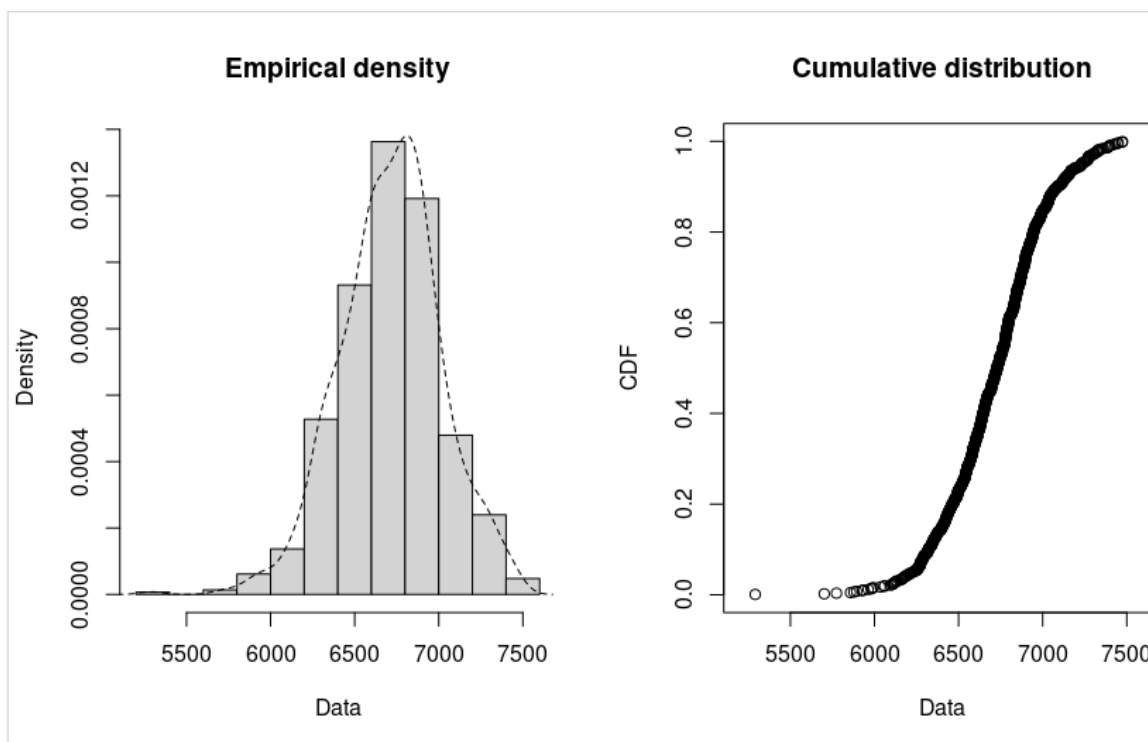 Empirical density
Density
0.0000
0.0004
0.0008
0.0012
5500 6000 6500 7000 7500
Data
Cumulative distribution
CDF
0.0
0.2
0.4
0.6
0.8
1.0
5500 6000 6500 7000 7500
Data